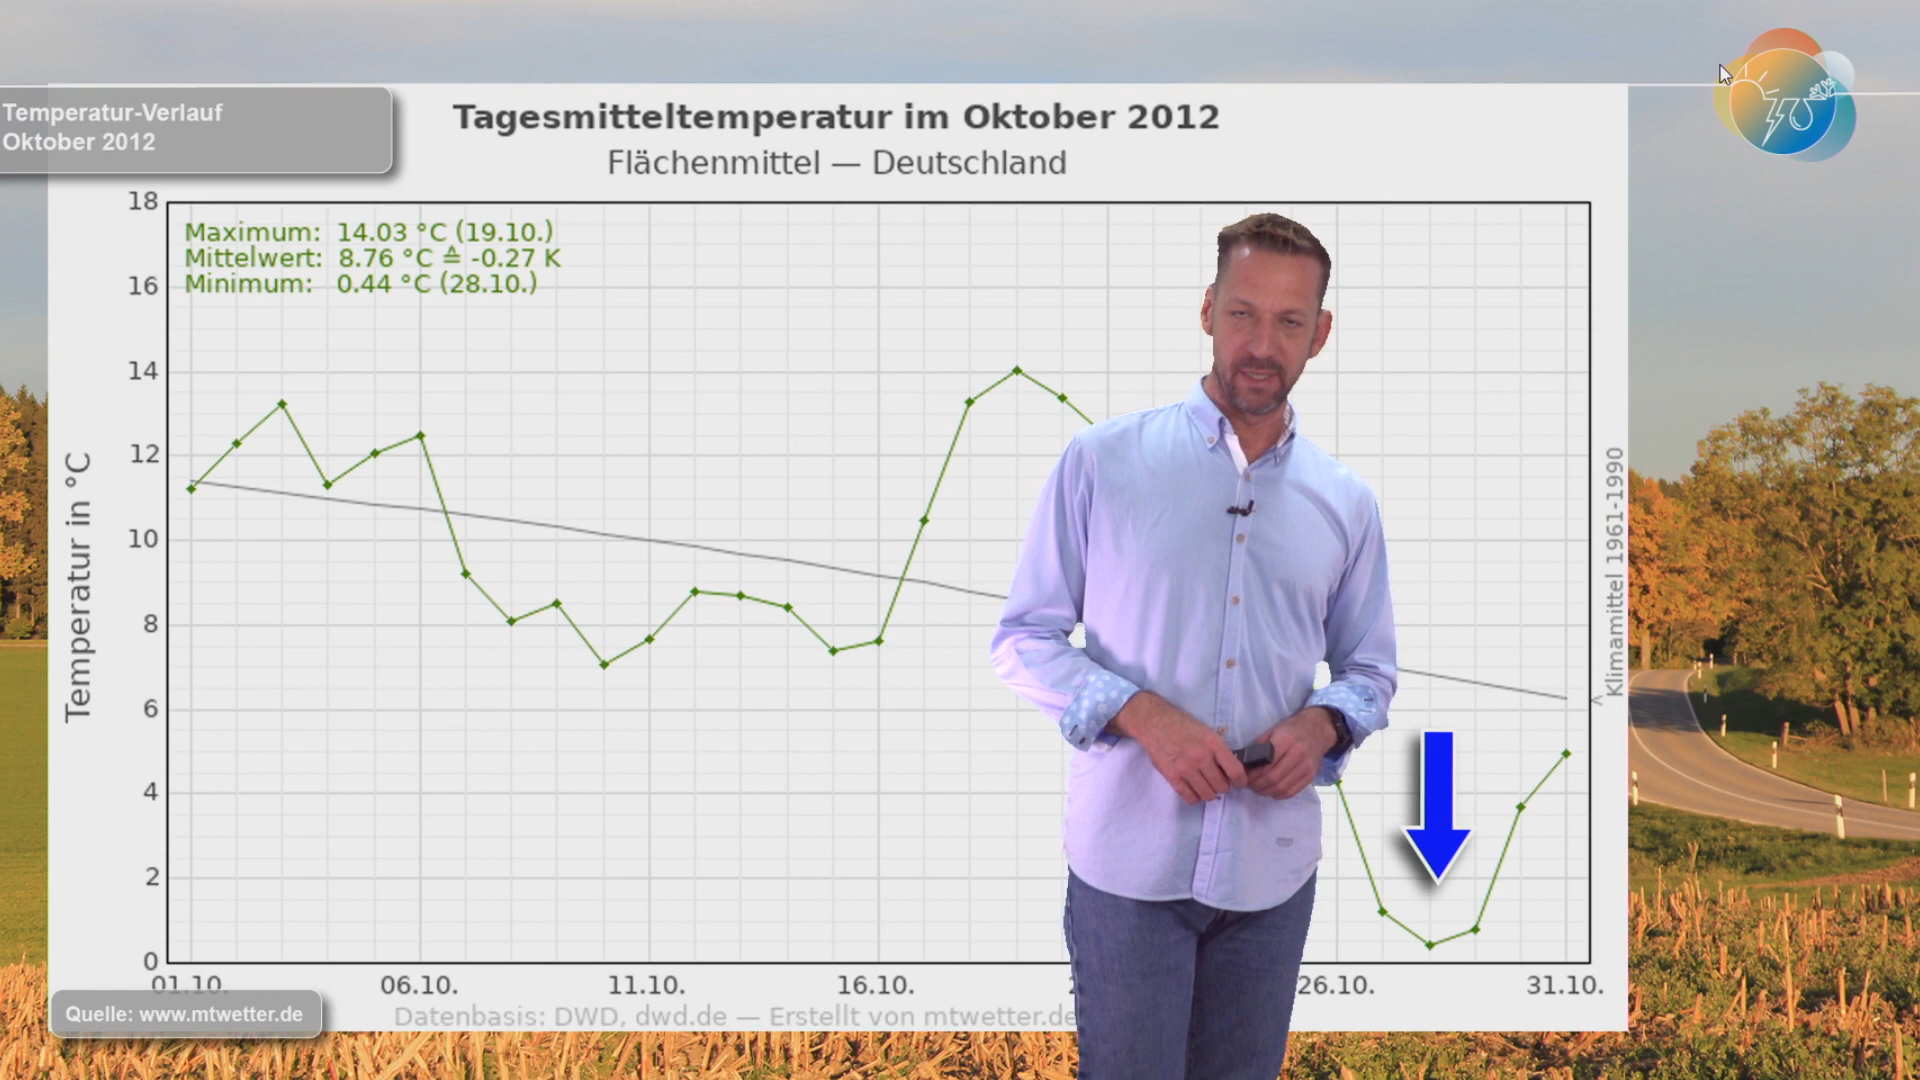 Temperatur-Verlauf
Oktober 2012
Tagesmitteltemperatur im Oktober 2012
Flächenmittel — Deutschland
Maximum: 14.03 °C (19.10.)
Mittelwert: 8.76 °C ≙ -0.27 K
Minimum: 0.44 °C (28.10.)
18
16
14
12
10
8
6
4
2
0
Temperatur in °C
Klimamittel 1961-1990
01.10. 06.10. 11.10. 16.10. 26.10. 31.10.
Datenbasis: DWD, dwd.de — Erstellt von mtwetter.de
Quelle: www.mtwetter.de